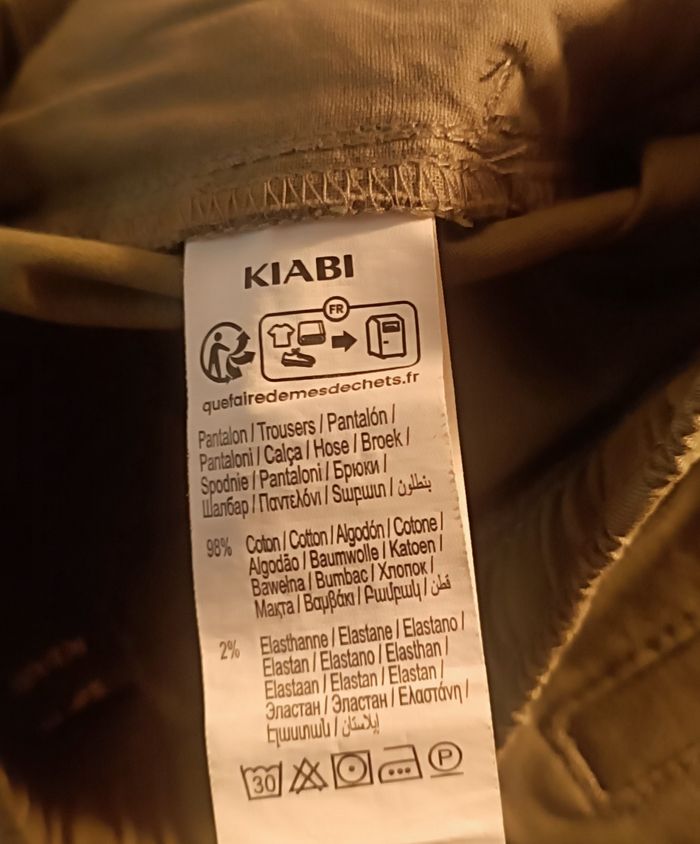 KIABI
FR
quefairedemesdechets.fr
Pantalon / Trousers / Pantalón /
Pantaloni / Calça / Hose / Broek /
Spodnie / Pantaloni / Брюки /
Шалбар / Παντελόνι / Տաբատ / بنطلون
98% Coton / Cotton / Algodón / Cotone /
Algodão / Baumwolle / Katoen /
Bawełna / Bumbac / Хлопок /
Мақта / Βαμβάκι / Բամբակ / قطن
2% Elasthanne / Elastane / Elastano /
Elastan / Elastano / Elasthan /
Elastaan / Elastan / Elastan /
Эластан / Эластан / Ελαστάνη /
Էլաստան / إيلاستان
30 P